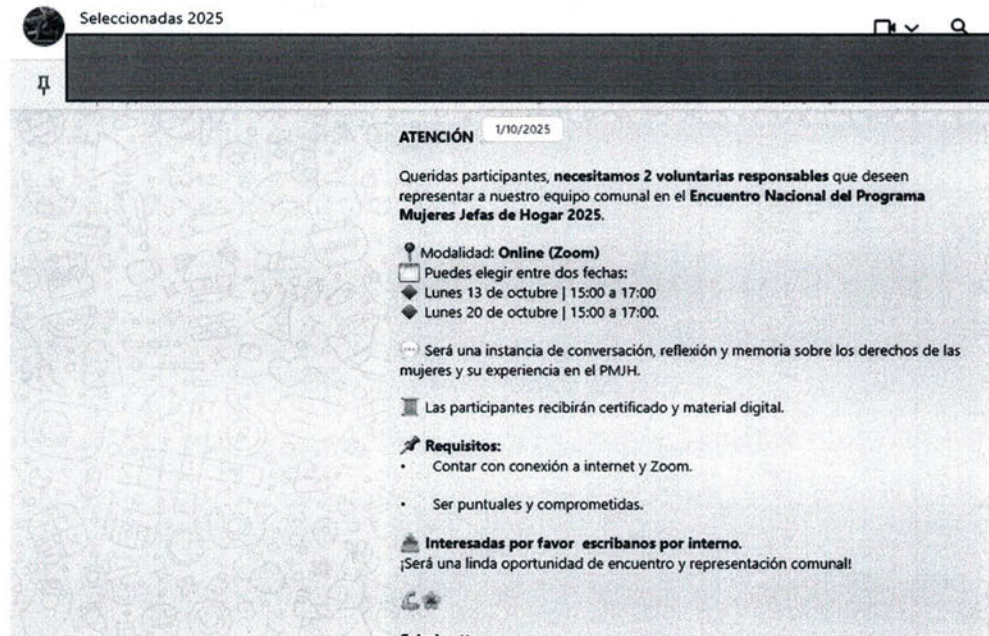 Seleccionadas 2025
1/10/2025
ATENCIÓN
Queridas participantes, necesitamos 2 voluntarias responsables que deseen
representar a nuestro equipo comunal en el Encuentro Nacional del Programa
Mujeres Jefas de Hogar 2025.
Modalidad: Online (Zoom)
Puedes elegir entre dos fechas:
Lunes 13 de octubre | 15:00 a 17:00
Lunes 20 de octubre | 15:00 a 17:00.
Será una instancia de conversación, reflexión y memoria sobre los derechos de las
mujeres y su experiencia en el PMJH.
Las participantes recibirán certificado y material digital.
Requisitos:
• Contar con conexión a internet y Zoom.
• Ser puntuales y comprometidas.
Interesadas por favor escribanos por interno.
¡Será una linda oportunidad de encuentro y representación comunal!